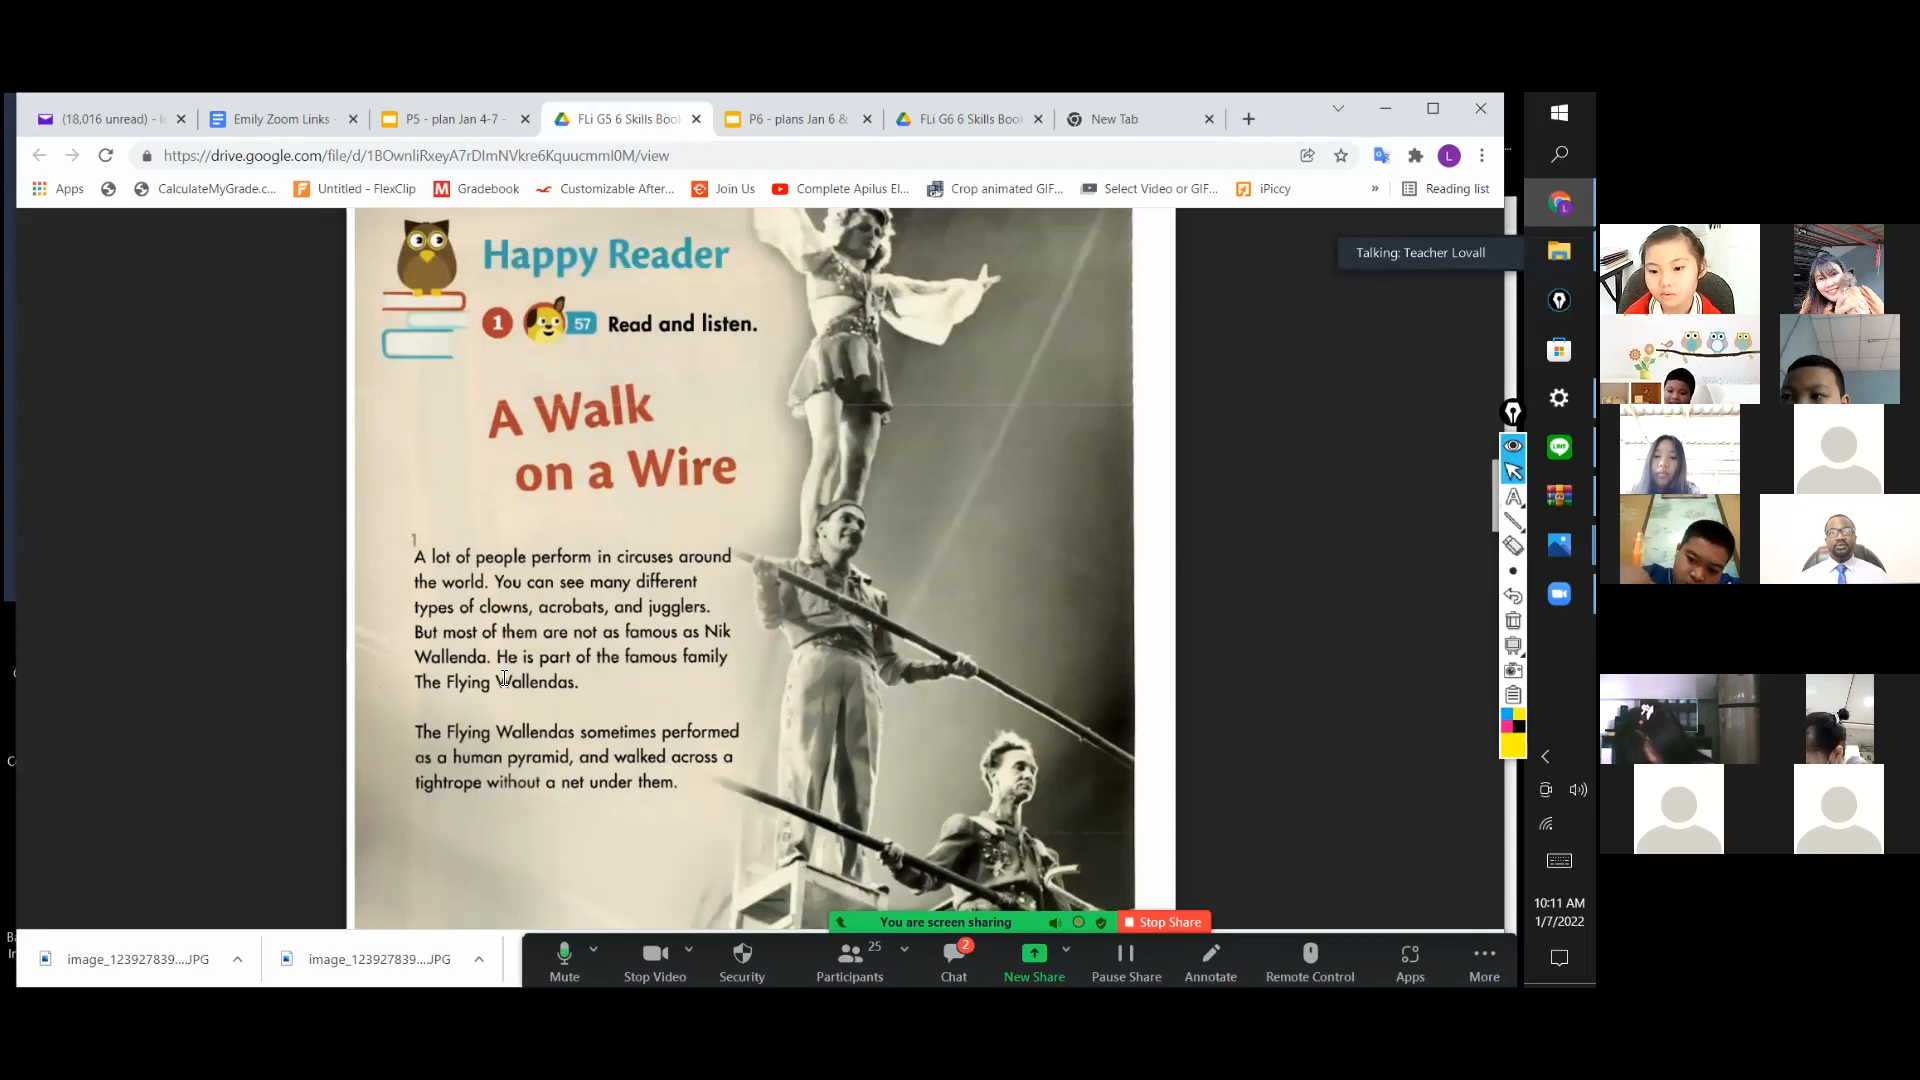 (18,016 unread) -
Emily Zoom Links -
P5 - plan Jan 4-7 -
FLi G5 6 Skills Book
P6 - plans Jan 6 &
FLi G6 6 Skills Book
New Tab
https://drive.google.com/file/d/1BOwnliRxeyA7rDImNVkre6Kquucmml0M/view
Apps
CalculateMyGrade.c...
Untitled - FlexClip
Gradebook
Customizable After...
Join Us
Complete Apilus El...
Crop animated GIF...
Select Video or GIF...
iPiccy
»
Reading list
Talking: Teacher Lovall
Happy Reader
1 57 Read and listen.
A Walk
on a Wire
1
A lot of people perform in circuses around
the world. You can see many different
types of clowns, acrobats, and jugglers.
But most of them are not as famous as Nik
Wallenda. He is part of the famous family
The Flying Wallendas.
The Flying Wallendas sometimes performed
as a human pyramid, and walked across a
tightrope without a net under them.
You are screen sharing
Stop Share
image_123927839....JPG
image_123927839....JPG
Mute
Stop Video
Security
Participants 25
Chat 2
New Share
Pause Share
Annotate
Remote Control
Apps
More
LINE
10:11 AM
1/7/2022